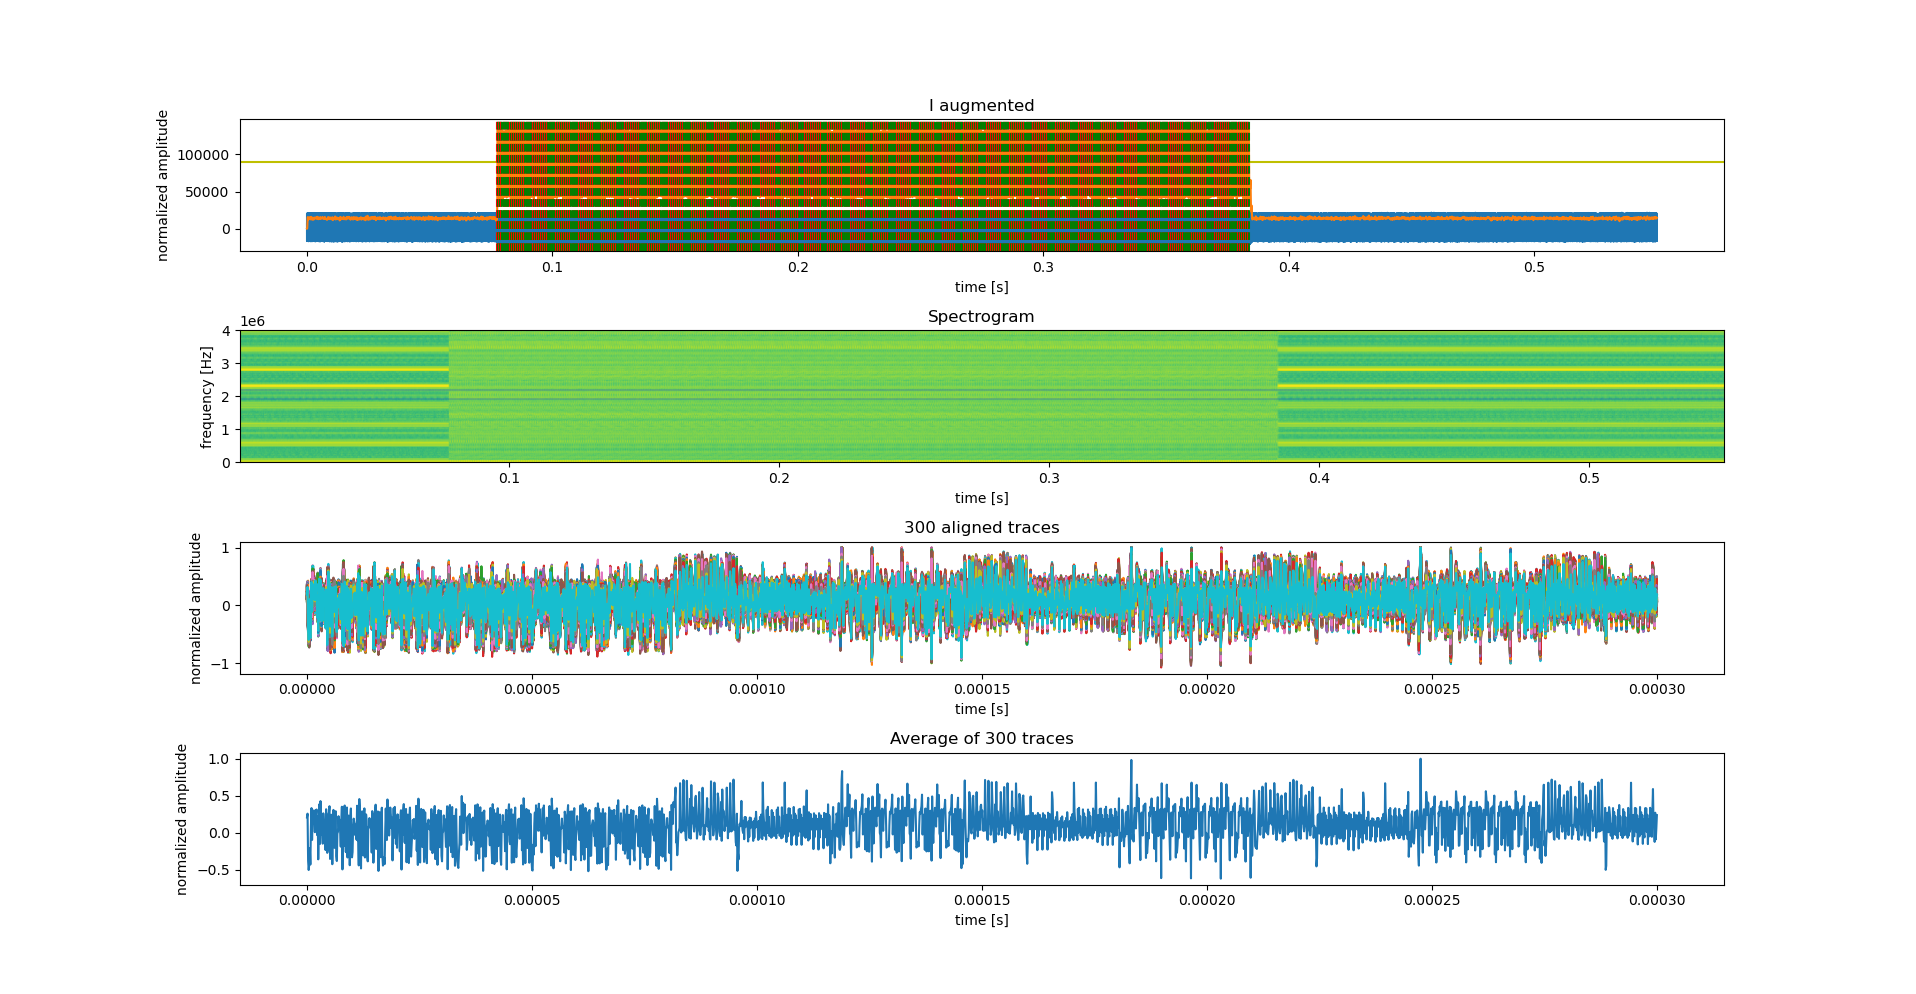 I augmented
normalized amplitude
100000
50000
0
0.0 0.1 0.2 0.3 0.4 0.5
time [s]
Spectrogram
1e6
frequency [Hz]
4
3
2
1
0
0.1 0.2 0.3 0.4 0.5
time [s]
300 aligned traces
normalized amplitude
1
0
−1
0.00000 0.00005 0.00010 0.00015 0.00020 0.00025 0.00030
time [s]
Average of 300 traces
normalized amplitude
1.0
0.5
0.0
−0.5
0.00000 0.00005 0.00010 0.00015 0.00020 0.00025 0.00030
time [s]